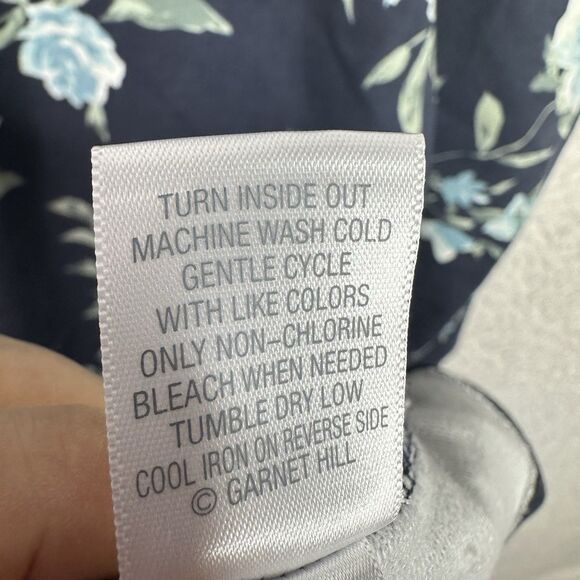 TURN INSIDE OUT
MACHINE WASH COLD
GENTLE CYCLE
WITH LIKE COLORS
ONLY NON-CHLORINE
BLEACH WHEN NEEDED
TUMBLE DRY LOW
COOL IRON ON REVERSE SIDE
© GARNET HILL